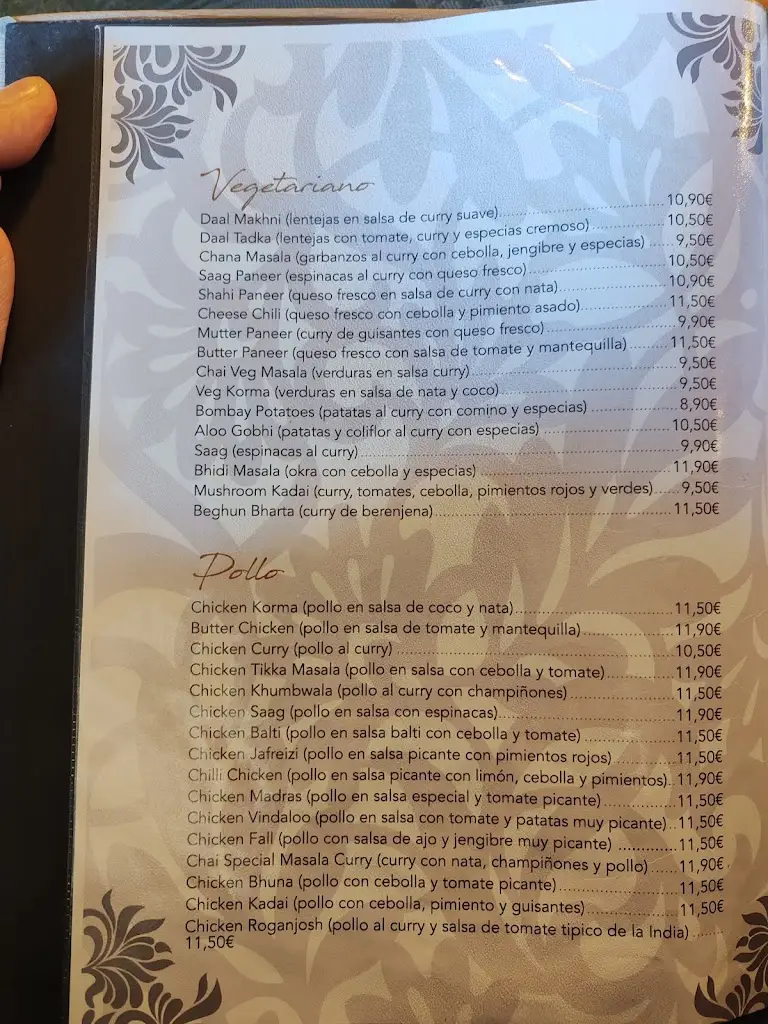 Vegetariano
Daal Makhni (lentejas en salsa de curry suave)........10,90€
Daal Tadka (lentejas con tomate, curry y especias cremoso)........10,50€
Chana Masala (garbanzos al curry con cebolla, jengibre y especias)......9,50€
Saag Paneer (espinacas al curry con queso fresco)........10,50€
Shahi Paneer (queso fresco en salsa de curry con nata)........10,90€
Cheese Chili (queso fresco con cebolla y pimiento asado)........11,50€
Mutter Paneer (curry de guisantes con queso fresco)........9,90€
Butter Paneer (queso fresco con salsa de tomate y mantequilla)........11,50€
Chai Veg Masala (verduras en salsa curry)........9,50€
Veg Korma (verduras en salsa de nata y coco)........9,50€
Bombay Potatoes (patatas al curry con comino y especias)........8,90€
Aloo Gobhi (patatas y coliflor al curry con especias)........10,50€
Saag (espinacas al curry)........9,90€
Bhidi Masala (okra con cebolla y especias)........11,90€
Mushroom Kadai (curry, tomates, cebolla, pimientos rojos y verdes)......9,50€
Beghun Bharta (curry de berenjena)........11,50€
Pollo
Chicken Korma (pollo en salsa de coco y nata)........11,50€
Butter Chicken (pollo en salsa de tomate y mantequilla)........11,90€
Chicken Curry (pollo al curry)........10,50€
Chicken Tikka Masala (pollo en salsa con cebolla y tomate)........11,90€
Chicken Khumbwala (pollo al curry con champiñones)........11,50€
Chicken Saag (pollo en salsa con espinacas)........11,90€
Chicken Balti (pollo en salsa balti con cebolla y tomate)........11,50€
Chicken Jafreizi (pollo en salsa picante con pimientos rojos)........11,50€
Chilli Chicken (pollo en salsa picante con limón, cebolla y pimientos)..11,90€
Chicken Madras (pollo en salsa especial y tomate picante)........11,50€
Chicken Vindaloo (pollo en salsa con tomate y patatas muy picante)..11,50€
Chicken Fall (pollo con salsa de ajo y jengibre muy picante)........11,50€
Chai Special Masala Curry (curry con nata, champiñones y pollo)......11,90€
Chicken Bhuna (pollo con cebolla y tomate picante)........11,50€
Chicken Kadai (pollo con cebolla, pimiento y guisantes)........11,50€
Chicken Roganjosh (pollo al curry y salsa de tomate tipico de la India)........
11,50€